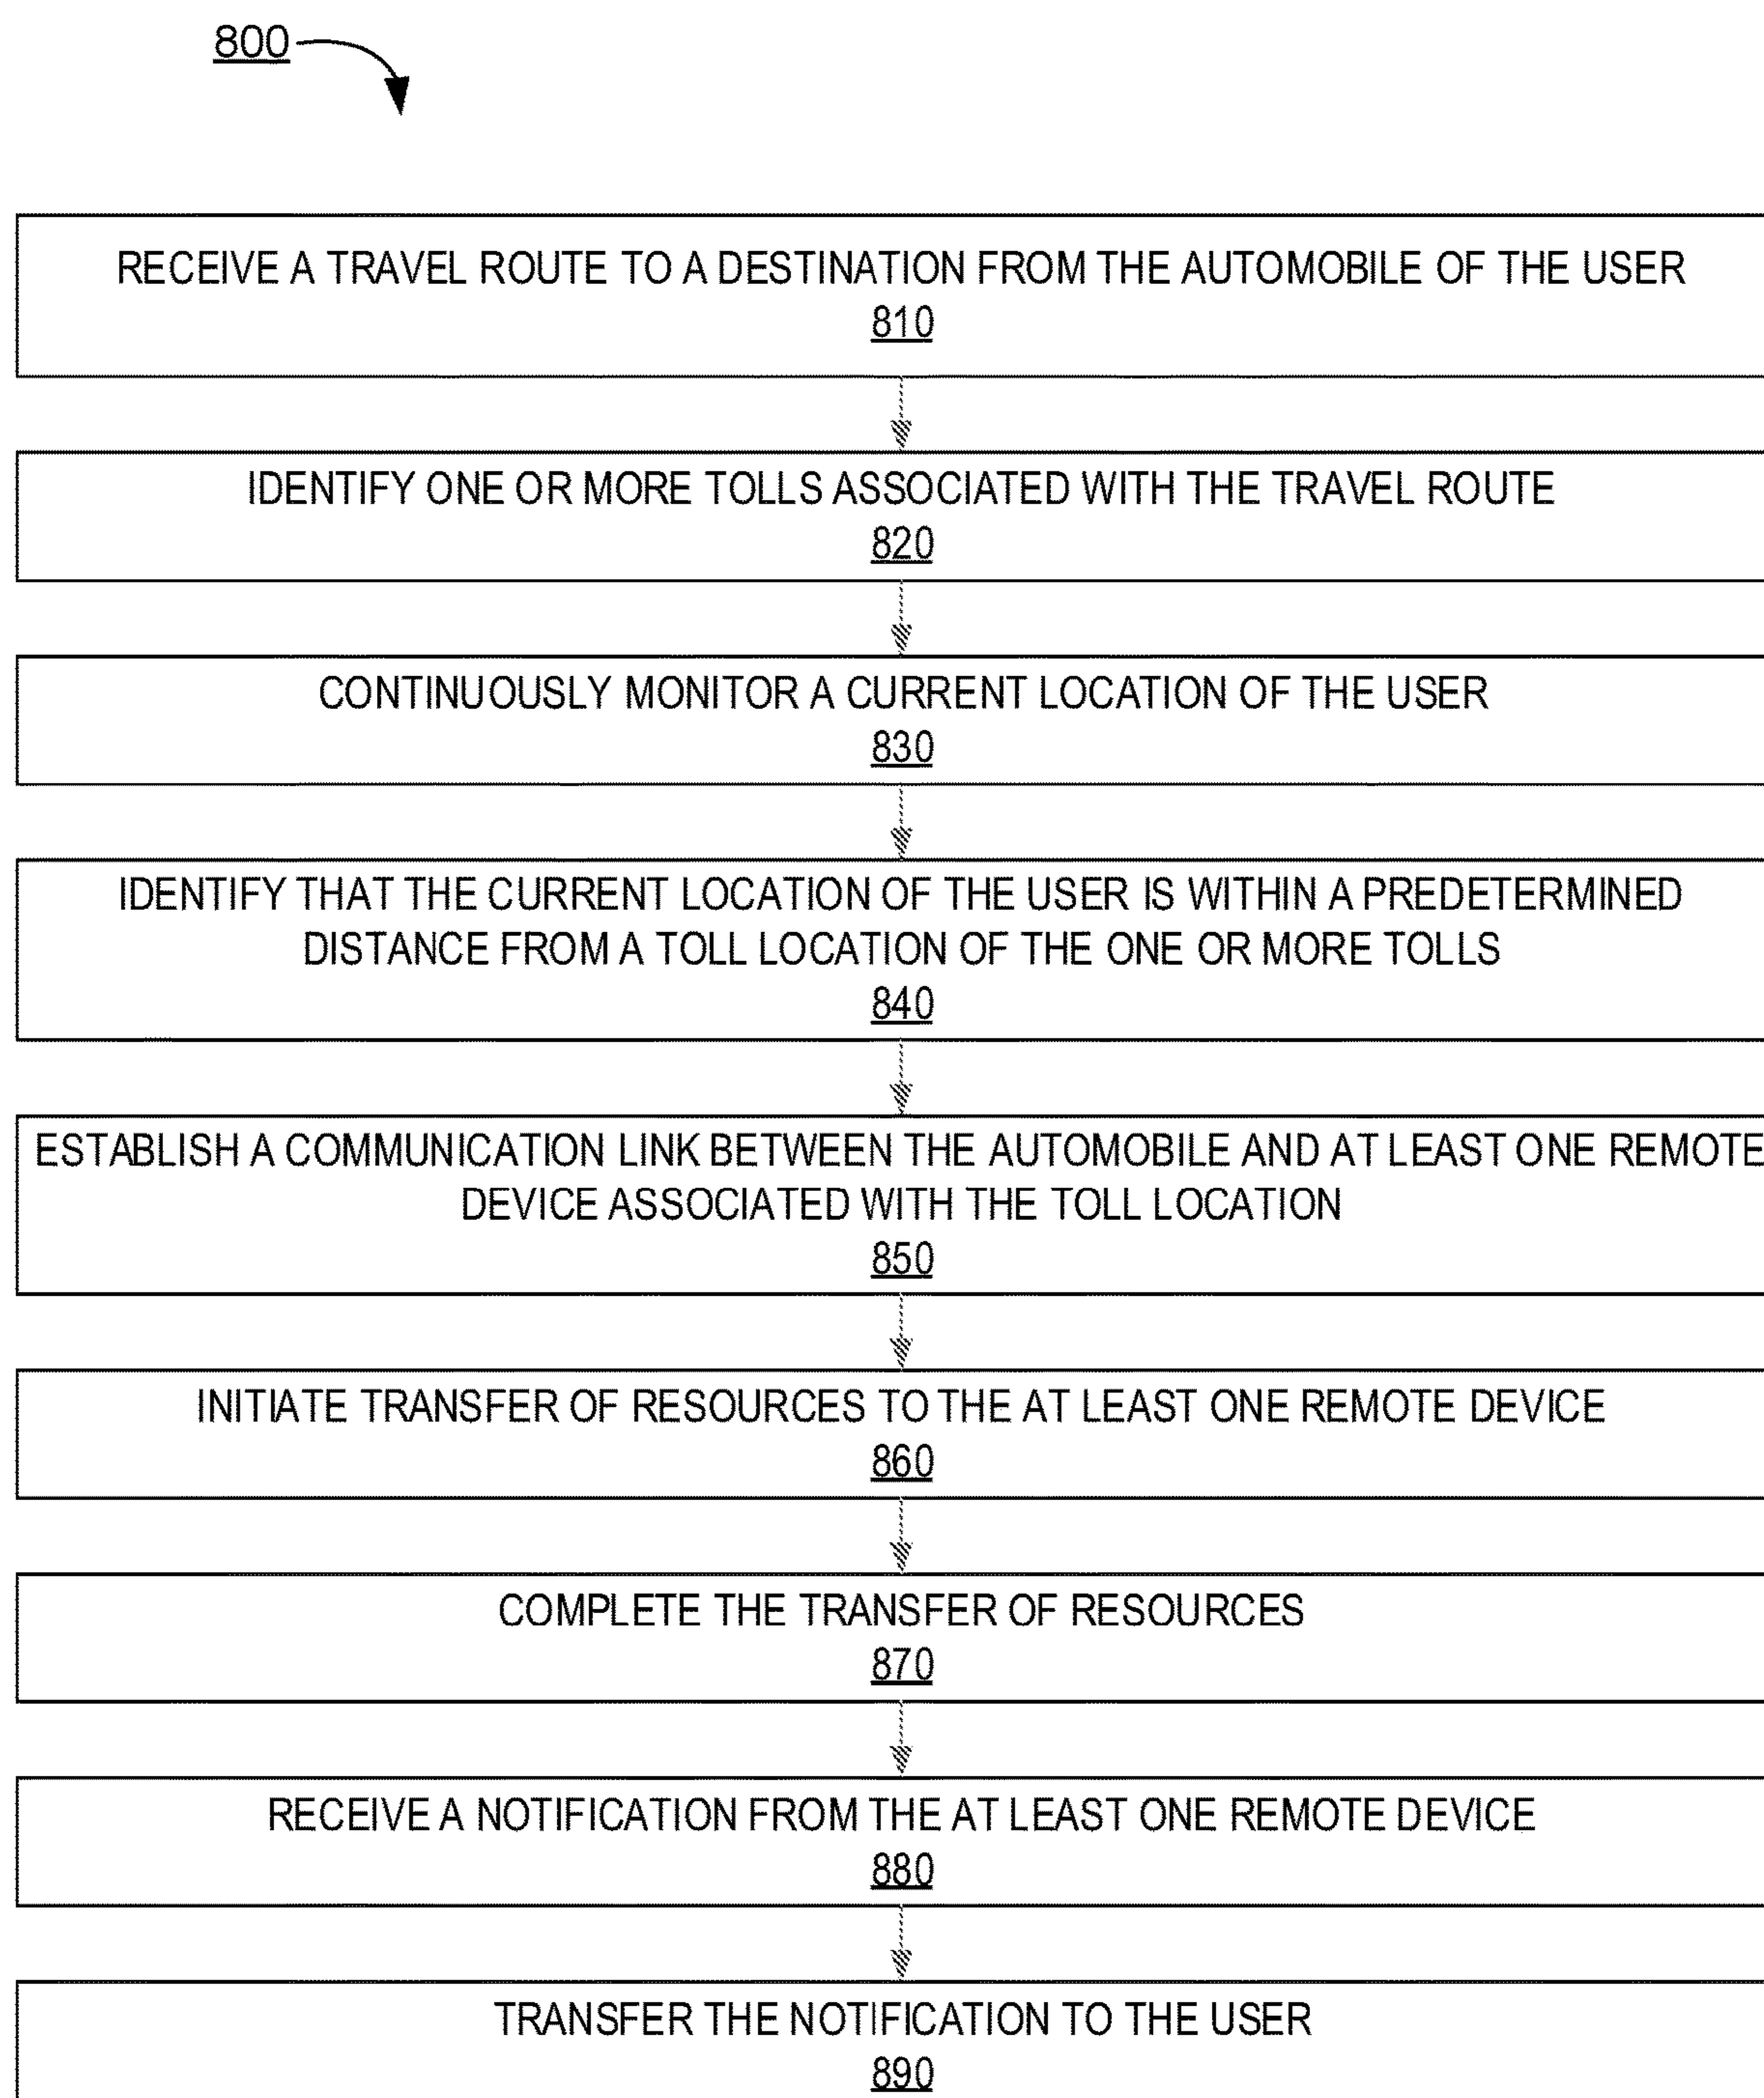 800
RECEIVE A TRAVEL ROUTE TO A DESTINATION FROM THE AUTOMOBILE OF THE USER
810
IDENTIFY ONE OR MORE TOLLS ASSOCIATED WITH THE TRAVEL ROUTE
820
CONTINUOUSLY MONITOR A CURRENT LOCATION OF THE USER
830
IDENTIFY THAT THE CURRENT LOCATION OF THE USER IS WITHIN A PREDETERMINED
DISTANCE FROM A TOLL LOCATION OF THE ONE OR MORE TOLLS
840
ESTABLISH A COMMUNICATION LINK BETWEEN THE AUTOMOBILE AND AT LEAST ONE REMOTE
DEVICE ASSOCIATED WITH THE TOLL LOCATION
850
INITIATE TRANSFER OF RESOURCES TO THE AT LEAST ONE REMOTE DEVICE
860
COMPLETE THE TRANSFER OF RESOURCES
870
RECEIVE A NOTIFICATION FROM THE AT LEAST ONE REMOTE DEVICE
880
TRANSFER THE NOTIFICATION TO THE USER
890